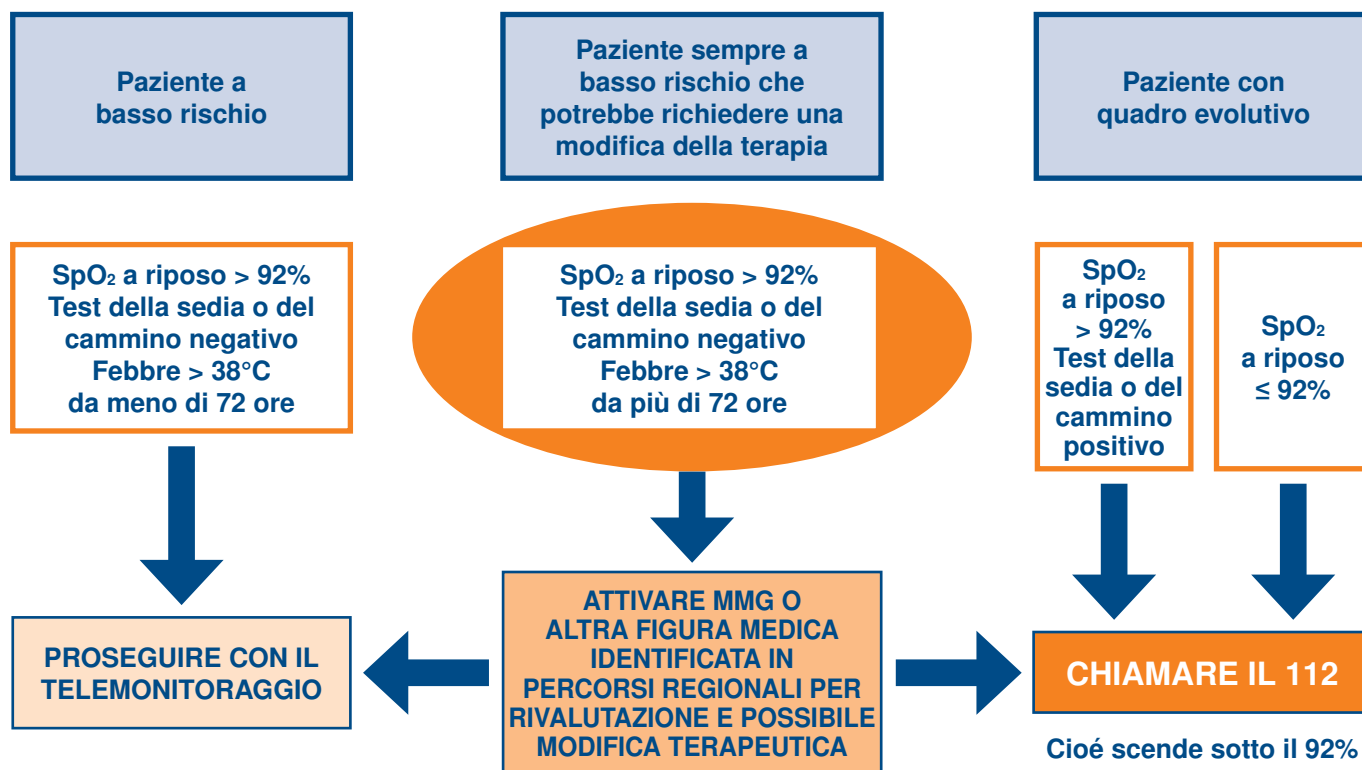 Paziente a
basso rischio
Paziente sempre a
basso rischio che
potrebbe richiedere una
modifica della terapia
Paziente con
quadro evolutivo
SpO₂ a riposo > 92%
Test della sedia o del
cammino negativo
Febbre > 38°C
da meno di 72 ore
SpO₂ a riposo > 92%
Test della sedia o del
cammino negativo
Febbre > 38°C
da più di 72 ore
SpO₂
a riposo
> 92%
Test della
sedia o del
cammino
positivo
SpO₂
a riposo
≤ 92%
PROSEGUIRE CON IL
TELEMONITORAGGIO
ATTIVARE MMG O
ALTRA FIGURA MEDICA
IDENTIFICATA IN
PERCORSI REGIONALI PER
RIVALUTAZIONE E POSSIBILE
MODIFICA TERAPEUTICA
CHIAMARE IL 112
Cioé scende sotto il 92%